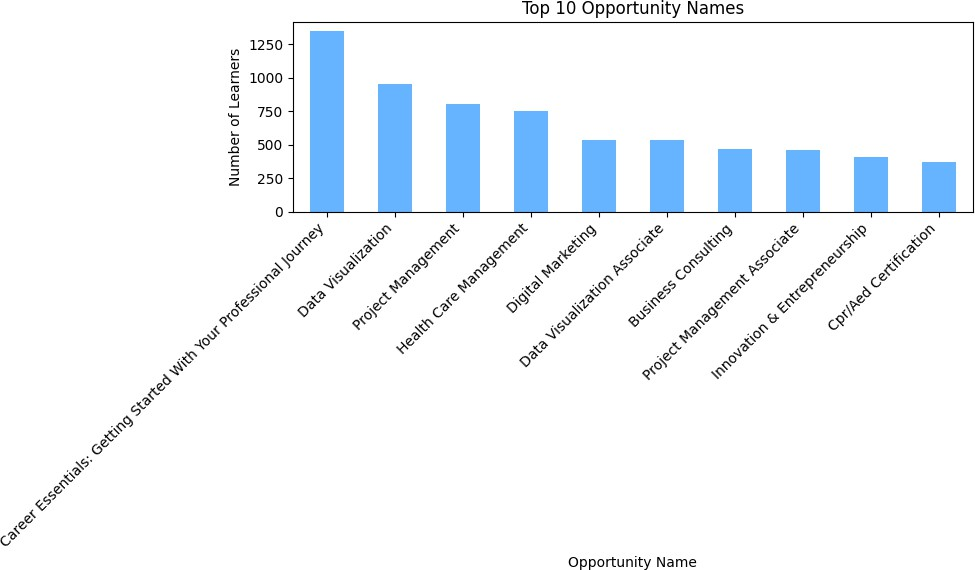 Top 10 Opportunity Names
Number of Learners
1250
1000
750
500
250
0
Career Essentials: Getting Started With Your Professional Journey
Data Visualization
Project Management
Health Care Management
Digital Marketing
Data Visualization Associate
Business Consulting
Project Management Associate
Innovation & Entrepreneurship
Cpr/Aed Certification
Opportunity Name